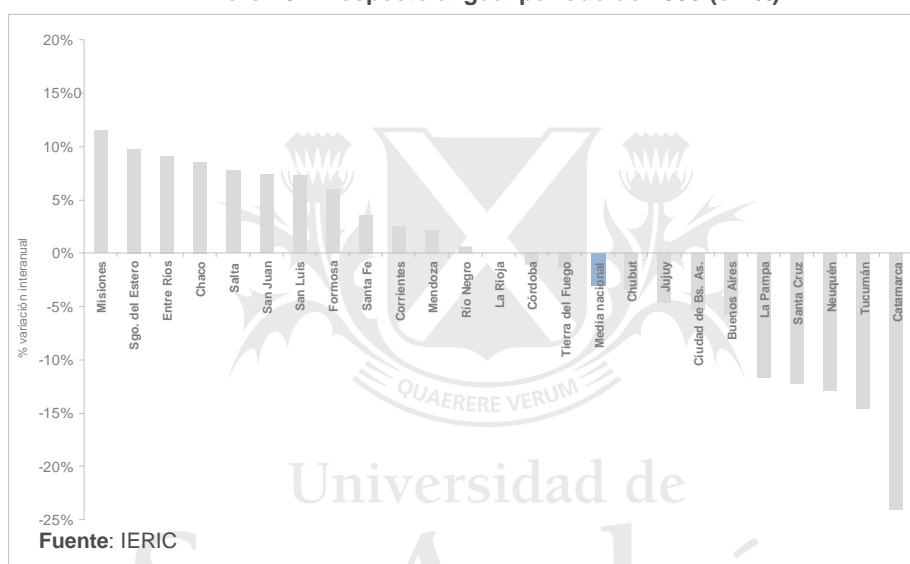 20%
15%0
10%
5%
0%
-5%
-10%
-15%
-20%
-25%
% variación interanual
Misiones
Sgo. del Estero
Entre Ríos
Chaco
Salta
San Juan
San Luis
Formosa
Santa Fe
Corrientes
Mendoza
Río Negro
La Rioja
Córdoba
Tierra del Fuego
Media nacional
Chubut
Jujuy
Ciudad de Bs. As.
Buenos Aires
La Pampa
Santa Cruz
Neuquén
Tucumán
Catamarca
QUAERERE VERUM
Universidad de
Fuente: IERIC